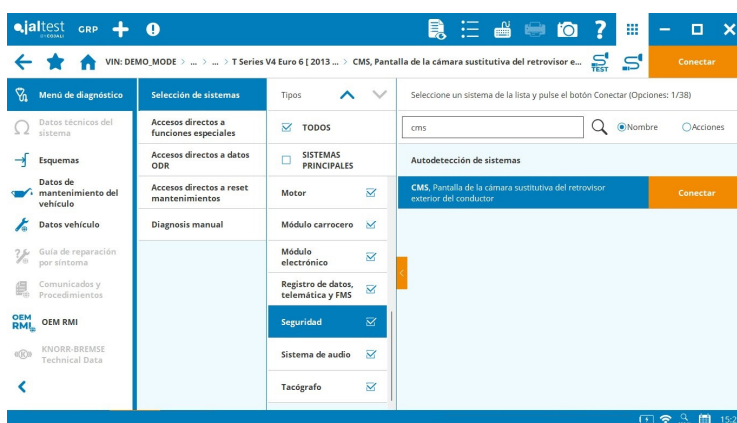 jaltest GRP
BY COJALI
VIN: DEMO_MODE > ... > ... > T Series V4 Euro 6 [ 2013 ... > CMS, Pantalla de la cámara sustitutiva del retrovisor e...
TEST
Conectar
Menú de diagnóstico
Datos técnicos del
sistema
Esquemas
Datos de
mantenimiento del
vehículo
Datos vehículo
Guía de reparación
por síntoma
Comunicados y
Procedimientos
OEM
RMI
OEM RMI
KNORR-BREMSE
Technical Data
Selección de sistemas
Accesos directos a
funciones especiales
Accesos directos a datos
ODR
Accesos directos a reset
mantenimientos
Diagnosis manual
Tipos
TODOS
SISTEMAS
PRINCIPALES
Motor
Módulo carrocero
Módulo
electrónico
Registro de datos,
telemática y FMS
Seguridad
Sistema de audio
Tacógrafo
Seleccione un sistema de la lista y pulse el botón Conectar (Opciones: 1/38)
cms
Nombre
Acciones
Autodetección de sistemas
CMS, Pantalla de la cámara sustitutiva del retrovisor
exterior del conductor
Conectar